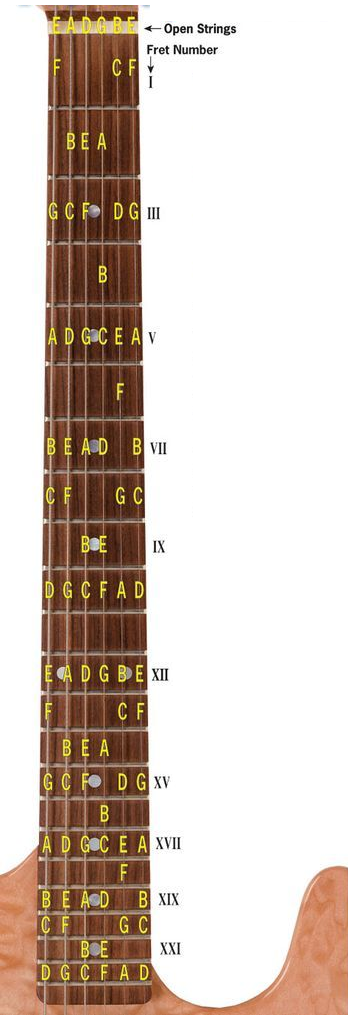 E A D G B E ← Open Strings
Fret Number
F C F
I
B E A
G C F D G III
B
A D G C E A V
F
B E A D B VII
C F G C
B E IX
D G C F A D
E A D G B E XII
F C F
B E A
G C F D G XV
B
A D G C E A XVII
F
B E A D B XIX
C F G C
B E XXI
D G C F A D